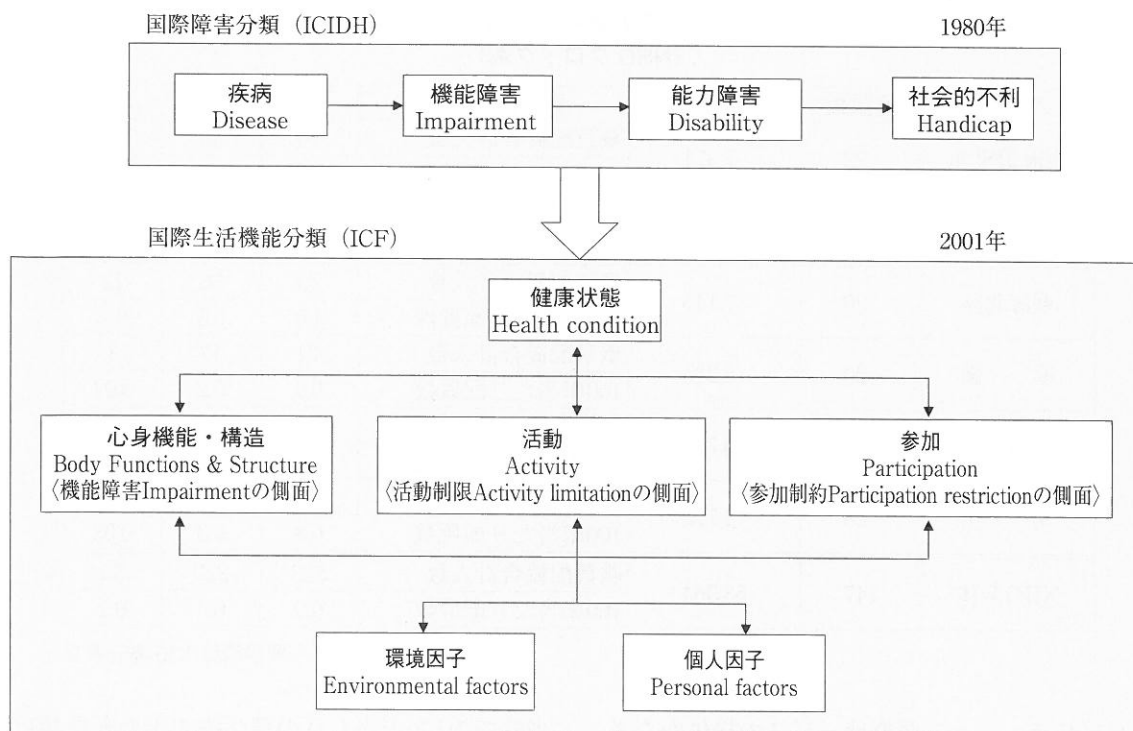 国際障害分類（ICIDH）
1980年
疾病
Disease
機能障害
Impairment
能力障害
Disability
社会的不利
Handicap
国際生活機能分類（ICF）
2001年
健康状態
Health condition
心身機能・構造
Body Functions & Structure
〈機能障害Impairmentの側面〉
活動
Activity
〈活動制限Activity limitationの側面〉
参加
Participation
〈参加制約Participation restrictionの側面〉
環境因子
Environmental factors
個人因子
Personal factors